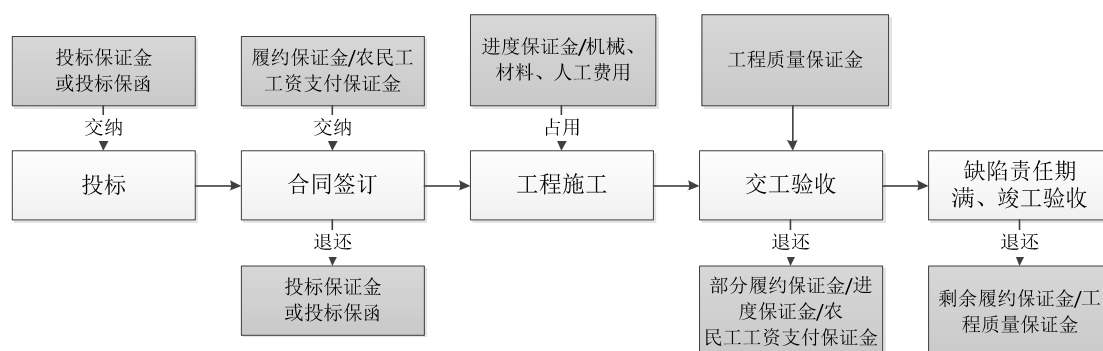 投标保证金
或投标保函
履约保证金/农民工
工资支付保证金
进度保证金/机械、
材料、人工费用
工程质量保证金
交纳
交纳
占用
投标
合同签订
工程施工
交工验收
缺陷责任期
满、竣工验收
退还
退还
退还
投标保证金
或投标保函
部分履约保证金/进
度保证金/农
民工工资支付保证金
剩余履约保证金/工
程质量保证金